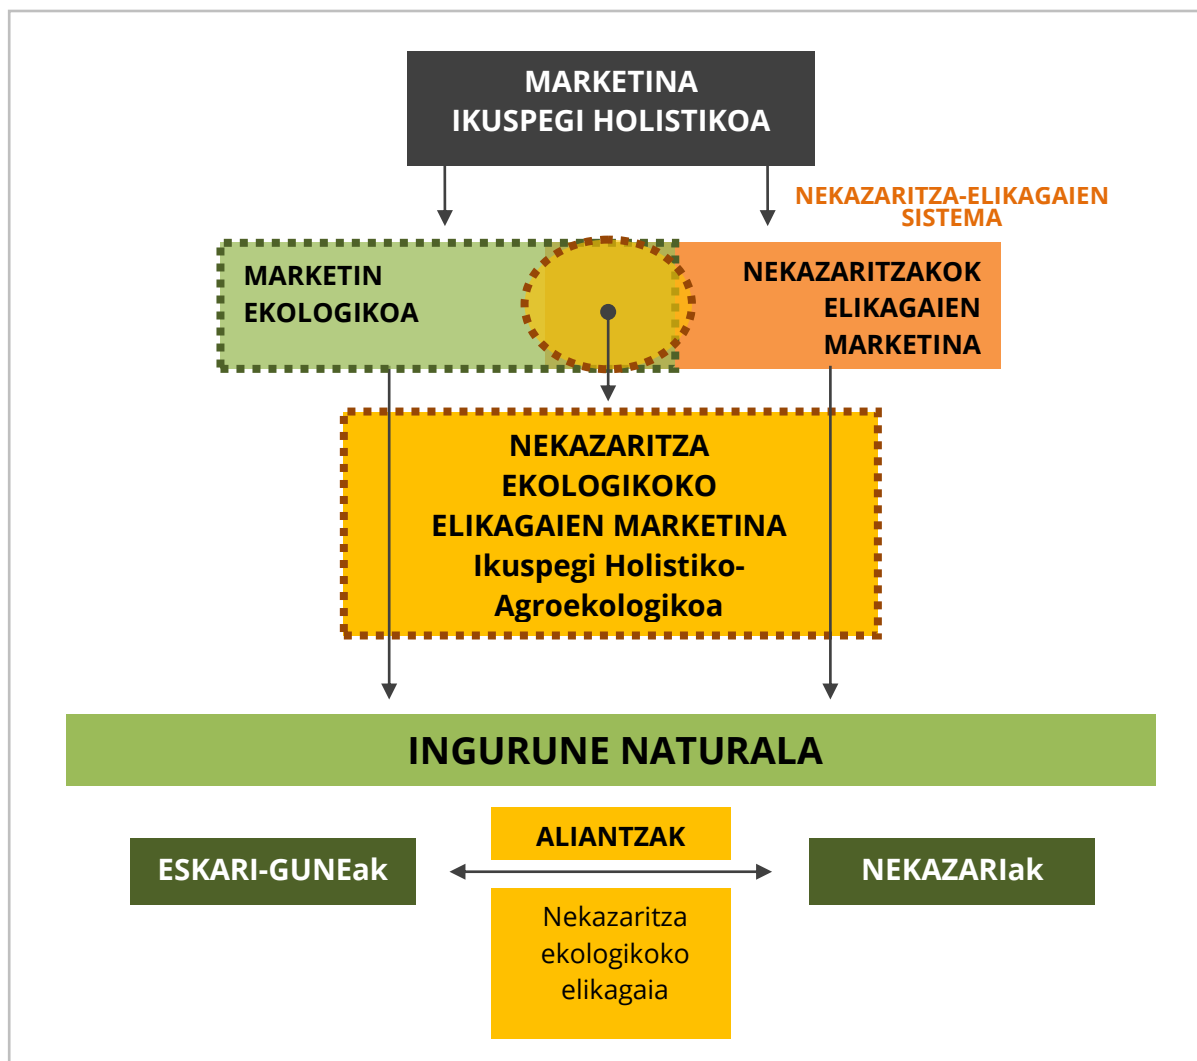 MARKETINA
IKUSPEGI HOLISTIKOA
NEKAZARITZA-ELIKAGAIEN
SISTEMA
MARKETIN
EKOLOGIKOA
NEKAZARITZAKOK
ELIKAGAIEN
MARKETINA
NEKAZARITZA
EKOLOGIKOKO
ELIKAGAIEN MARKETINA
Ikuspegi Holistiko-
Agroekologikoa
INGURUNE NATURALA
ALIANTZAK
ESKARI-GUNEak
NEKAZARIak
Nekazaritza
ekologikoko
elikagaia